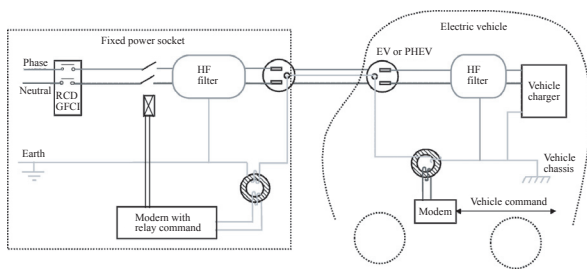 Fixed power socket
Electric vehicle
EV or PHEV
Phase
Neutral
RCD
GFCI
HF
filter
HF
filter
Vehicle
charger
Earth
Vehicle
chassis
Modern with
relay command
Modem
Vehicle command